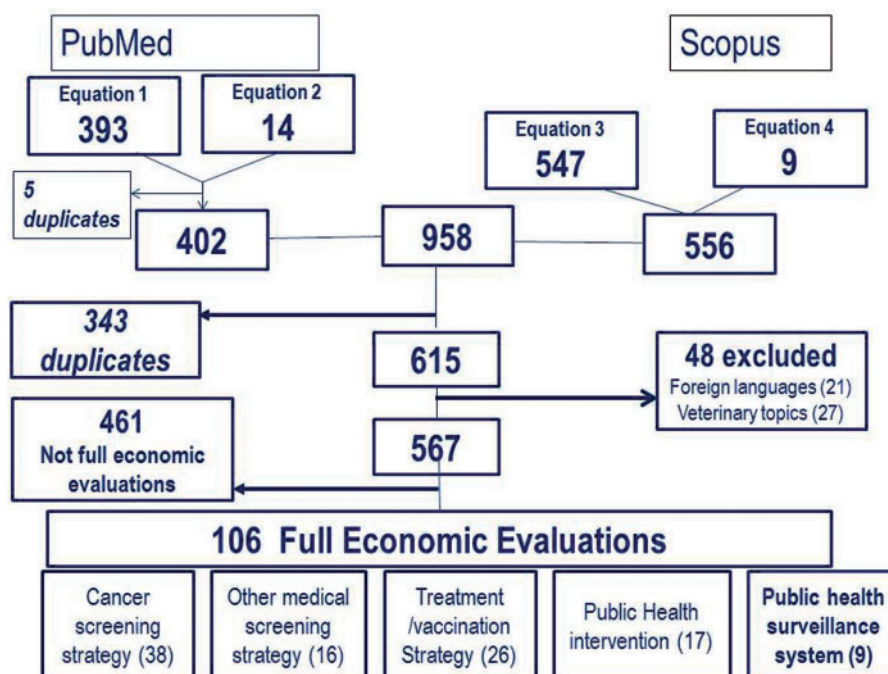 PubMed
Scopus
Equation 1
393
Equation 2
14
Equation 3
547
Equation 4
9
5
duplicates
402
958
556
343
duplicates
615
48 excluded
Foreign languages (21)
Veterinary topics (27)
461
Not full economic
evaluations
567
106 Full Economic Evaluations
Cancer
screening
strategy (38)
Other medical
screening
strategy (16)
Treatment
/vaccination
Strategy (26)
Public Health
intervention (17)
Public health
surveillance
system (9)